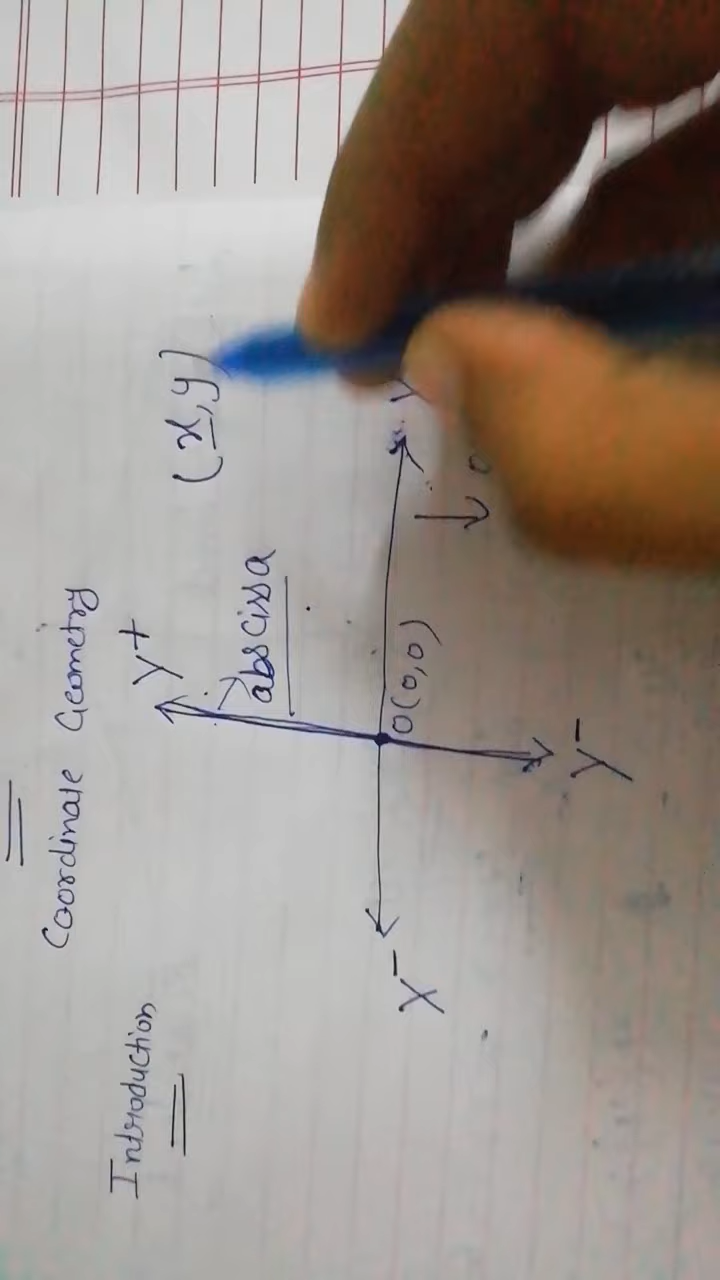 Coordinate Geometry
Introduction
Y+
(x,y)
abscissa
X-
O(0,0)
Y-